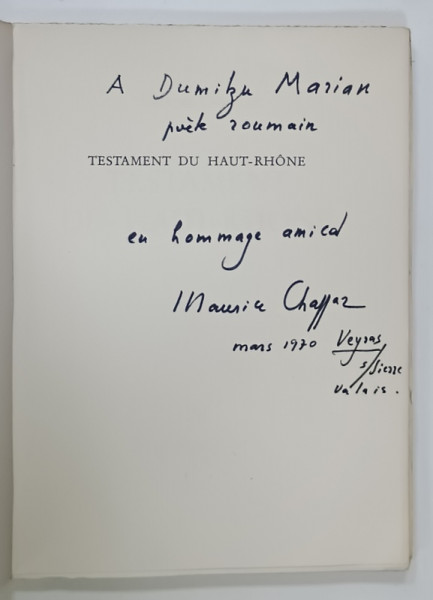 A Dumitru Marian
poète roumain
TESTAMENT DU HAUT-RHÔNE
en hommage amical
Maurice Chappaz
mars 1970 Veyras
s/Sierre
Valais.